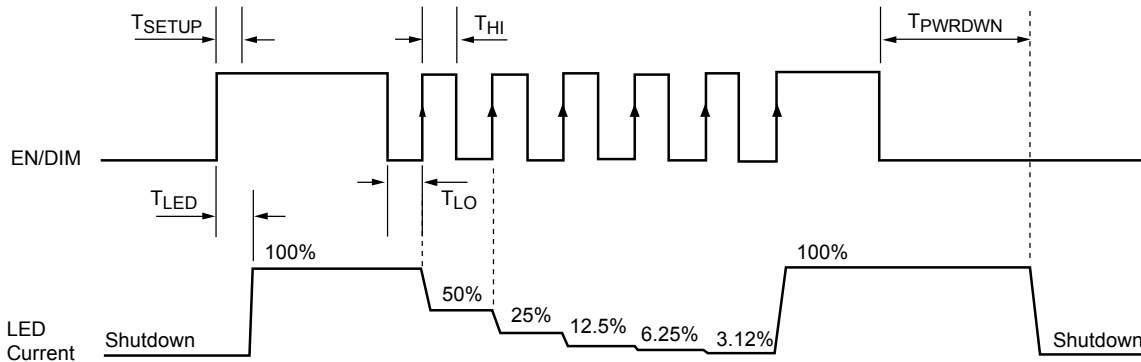 TSETUP
THI
TPWRDWN
EN/DIM
TLED
TLO
100%
50%
25%
12.5%
6.25%
3.12%
100%
LED
Current
Shutdown
Shutdown